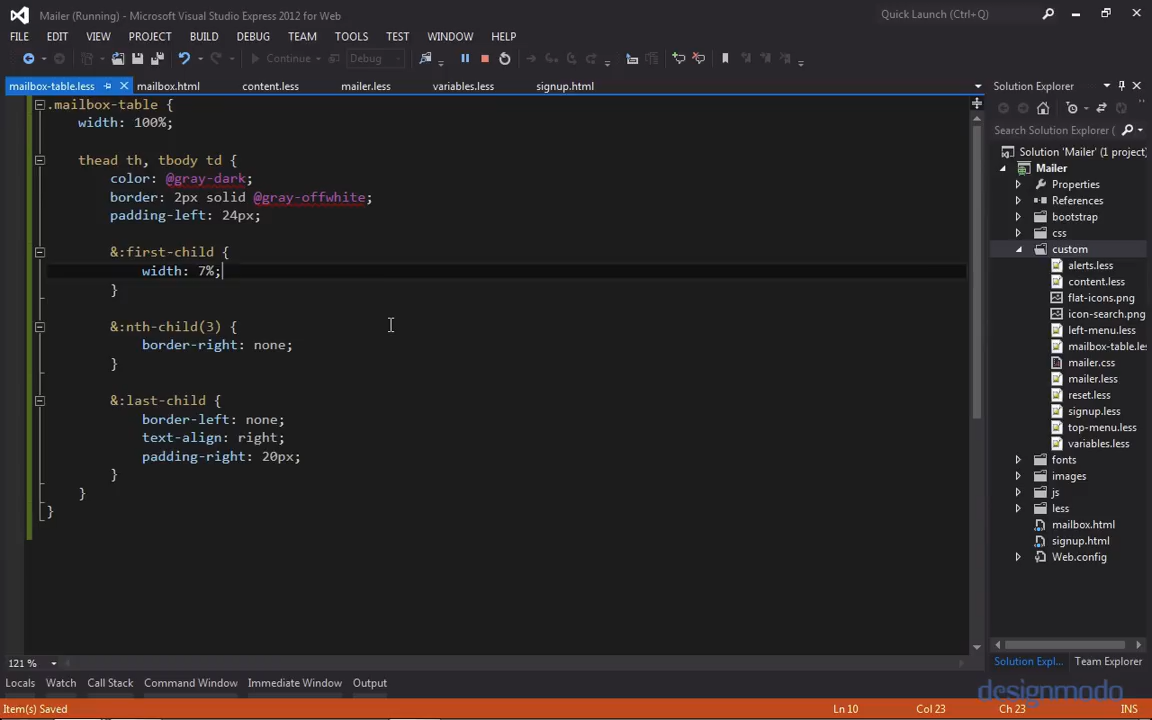 Mailer (Running) - Microsoft Visual Studio Express 2012 for Web
Quick Launch (Ctrl+Q)
FILE EDIT VIEW PROJECT BUILD DEBUG TEAM TOOLS TEST WINDOW HELP
Continue Debug
mailbox-table.less mailbox.html content.less mailer.less variables.less signup.html
.mailbox-table {
width: 100%;
thead th, tbody td {
color: @gray-dark;
border: 2px solid @gray-offwhite;
padding-left: 24px;
&:first-child {
width: 7%;
}
&:nth-child(3) {
border-right: none;
}
&:last-child {
border-left: none;
text-align: right;
padding-right: 20px;
}
}
}
121 %
Solution Explorer
Search Solution Explorer (
Solution 'Mailer' (1 project)
Mailer
Properties
References
bootstrap
css
custom
alerts.less
content.less
flat-icons.png
icon-search.png
left-menu.less
mailbox-table.les
mailer.css
mailer.less
reset.less
signup.less
top-menu.less
variables.less
fonts
images
js
less
mailbox.html
signup.html
Web.config
Solution Expl... Team Explorer
Locals Watch Call Stack Command Window Immediate Window Output
designmodo
Item(s) Saved Ln 10 Col 23 Ch 23 INS